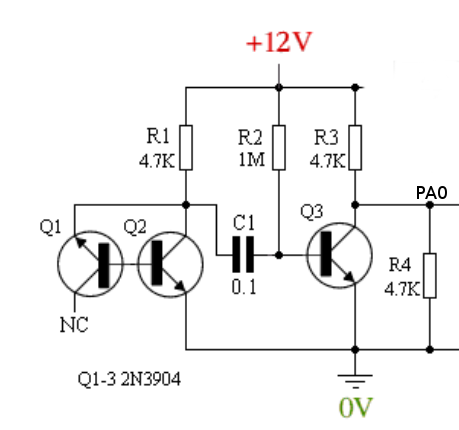 +12V
R1
4.7K
R2
1M
R3
4.7K
PA0
Q1
Q2
C1
0.1
Q3
R4
4.7K
NC
Q1-3 2N3904
0V